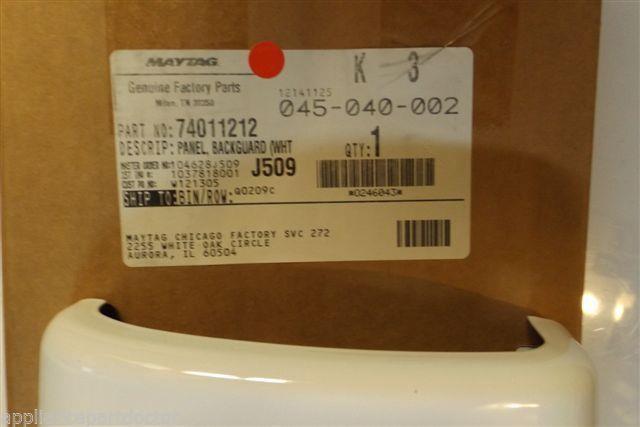 MAYTAG
Genuine Factory Parts
Milan, TN 38358
K 3
12141125
045-040-002
PART NO: 74011212
DESCRIP: PANEL, BACKGUARD (WHT
QTY: 1
MASTER ORDER NO: 104628J509
J509
1037818001
CUST PO NO: W121305
SHIP TO: BIN/ROW: Q0209C
*0246043*
MAYTAG CHICAGO FACTORY SVC 272
2255 WHITE OAK CIRCLE
AURORA, IL 60504
appliancepartdoctor